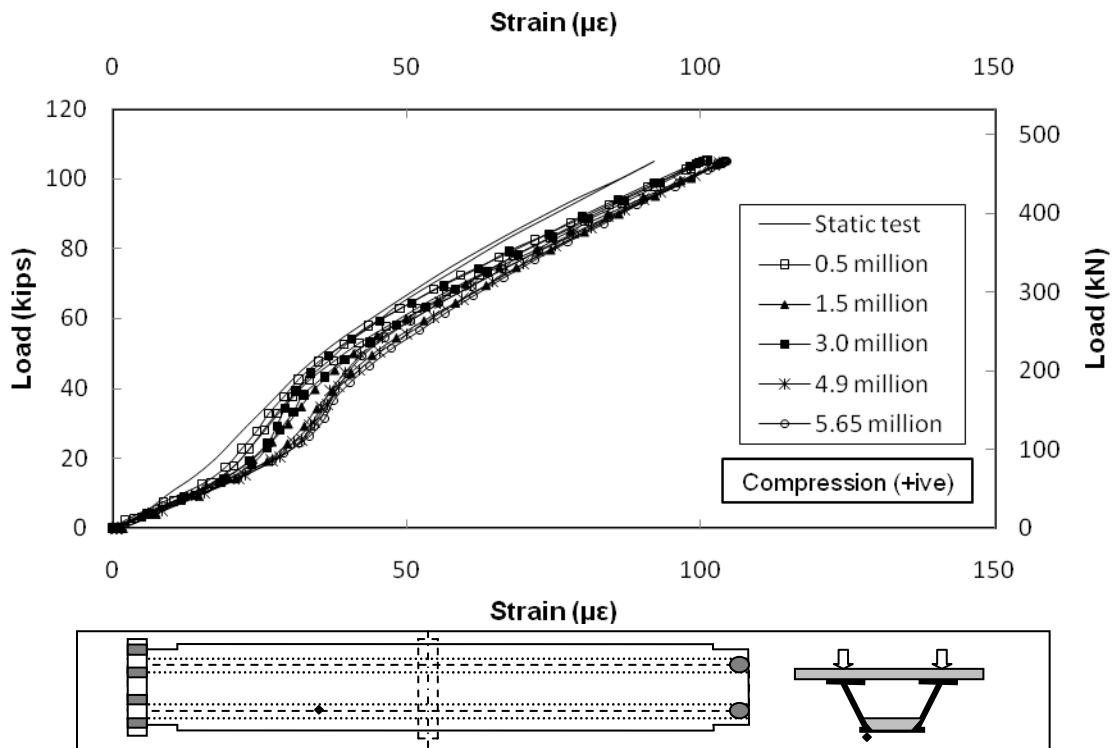 Strain (µε)
0 50 100 150
120
100
80
60
40
20
0
Load (kips)
500
400
300
200
100
0
Load (kN)
Static test
0.5 million
1.5 million
3.0 million
4.9 million
5.65 million
Compression (+ive)
0 50 100 150
Strain (µε)